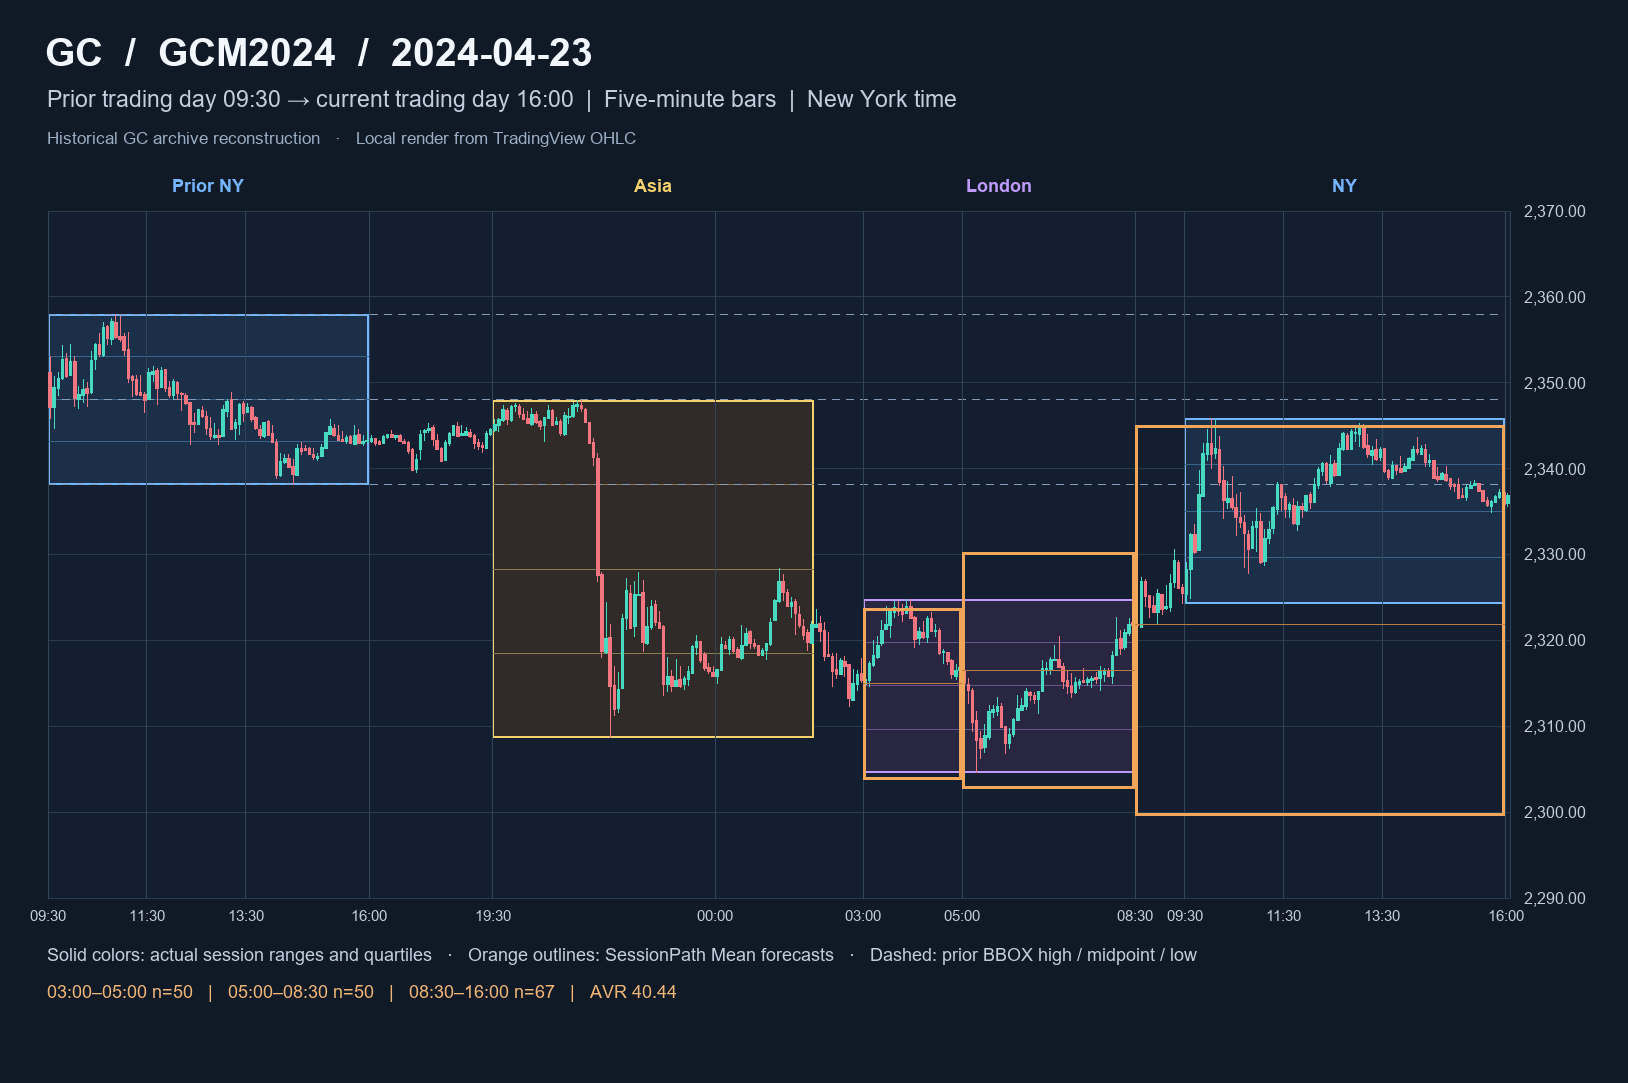 GC / GCM2024 / 2024-04-23
Prior trading day 09:30 → current trading day 16:00 | Five-minute bars | New York time
Historical GC archive reconstruction · Local render from TradingView OHLC
Prior NY Asia London NY
2,370.00
2,360.00
2,350.00
2,340.00
2,330.00
2,320.00
2,310.00
2,300.00
2,290.00
09:30 11:30 13:30 16:00 19:30 00:00 03:00 05:00 08:30 09:30 11:30 13:30 16:00
Solid colors: actual session ranges and quartiles · Orange outlines: SessionPath Mean forecasts · Dashed: prior BBOX high / midpoint / low
03:00–05:00 n=50 | 05:00–08:30 n=50 | 08:30–16:00 n=67 | AVR 40.44